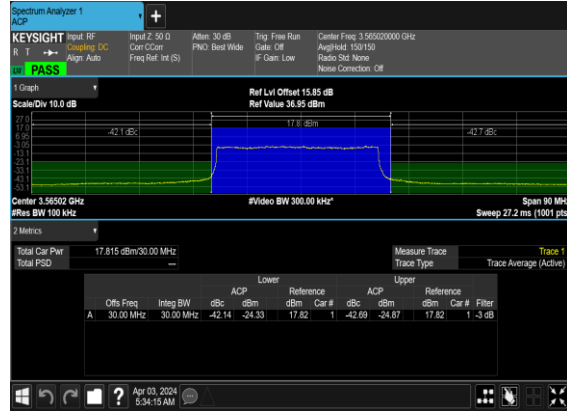 Spectrum Analyzer 1
ACP
+
KEYSIGHT Input: RF Input Z: 50 Ω Atten: 30 dB Trig: Free Run Center Freq: 3.565020000 GHz
R T Coupling: DC Corr CCorr PNO: Best Wide Gate: Off Avg|Hold: 150/150
Align: Auto Freq Ref: Int (S) IF Gain: Low Radio Std: None
Noise Correction: Off
LW PASS
1 Graph
Ref Lvl Offset 15.85 dB
Scale/Div 10.0 dB Ref Value 36.95 dBm
27.0
17.0
6.95
-3.05
-13.1
-23.1
-33.1
-43.1
-53.1
-42.1 dBc 17.8 dBm -42.7 dBc
Center 3.56502 GHz #Video BW 300.00 kHz* Span 90 MHz
#Res BW 100 kHz Sweep 27.2 ms (1001 pts)
2 Metrics
Total Car Pwr 17.815 dBm/30.00 MHz Measure Trace Trace 1
Total PSD --- Trace Type Trace Average (Active)
Lower Upper
ACP Reference ACP Reference
Offs Freq Integ BW dBc dBm dBm Car # dBc dBm dBm Car # Filter
A 30.00 MHz 30.00 MHz -42.14 -24.33 17.82 1 -42.69 -24.87 17.82 1 -3 dB
? Apr 03, 2024
5:34:15 AM